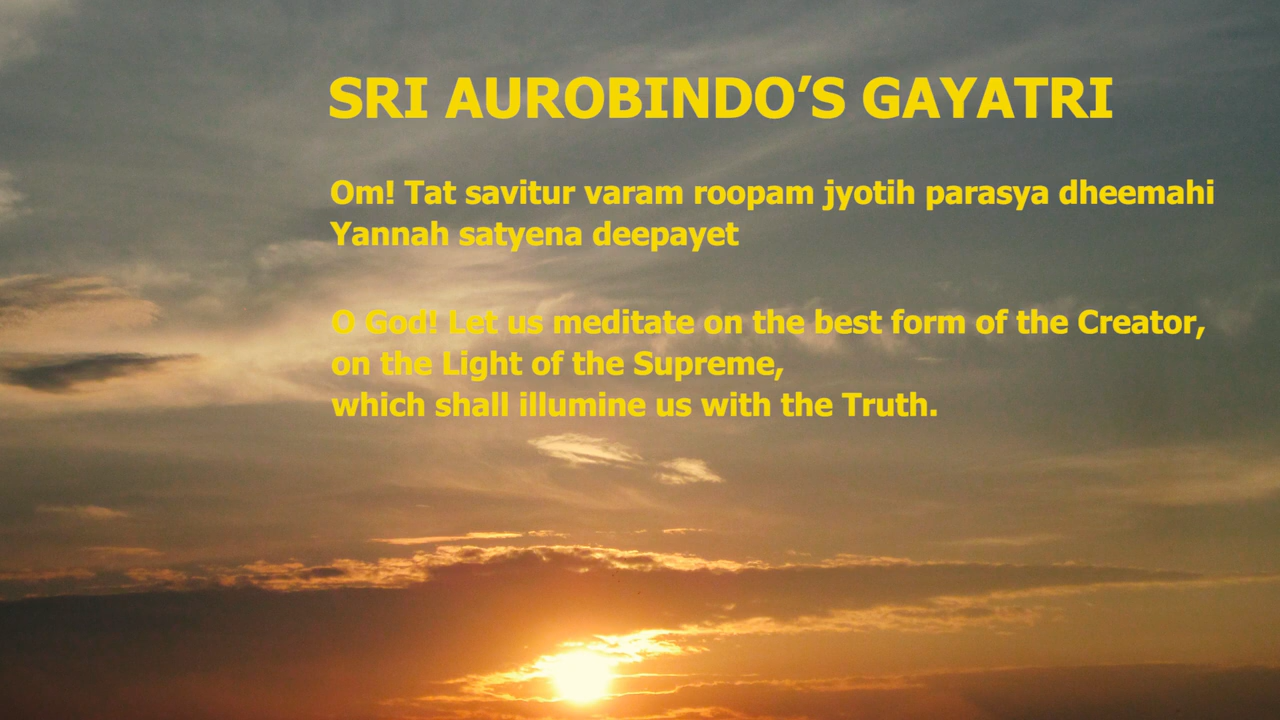 SRI AUROBINDO’S GAYATRI
Om! Tat savitur varam roopam jyotih parasya dheemahi
Yannah satyena deepayet
O God! Let us meditate on the best form of the Creator,
on the Light of the Supreme,
which shall illumine us with the Truth.